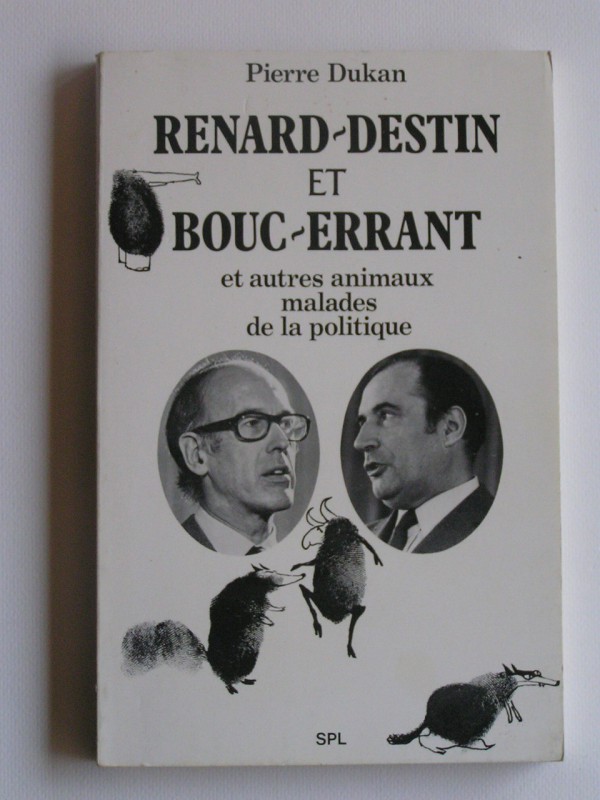 Pierre Dukan
RENARD~DESTIN
ET
BOUC~ERRANT
et autres animaux
malades
de la politique
SPL